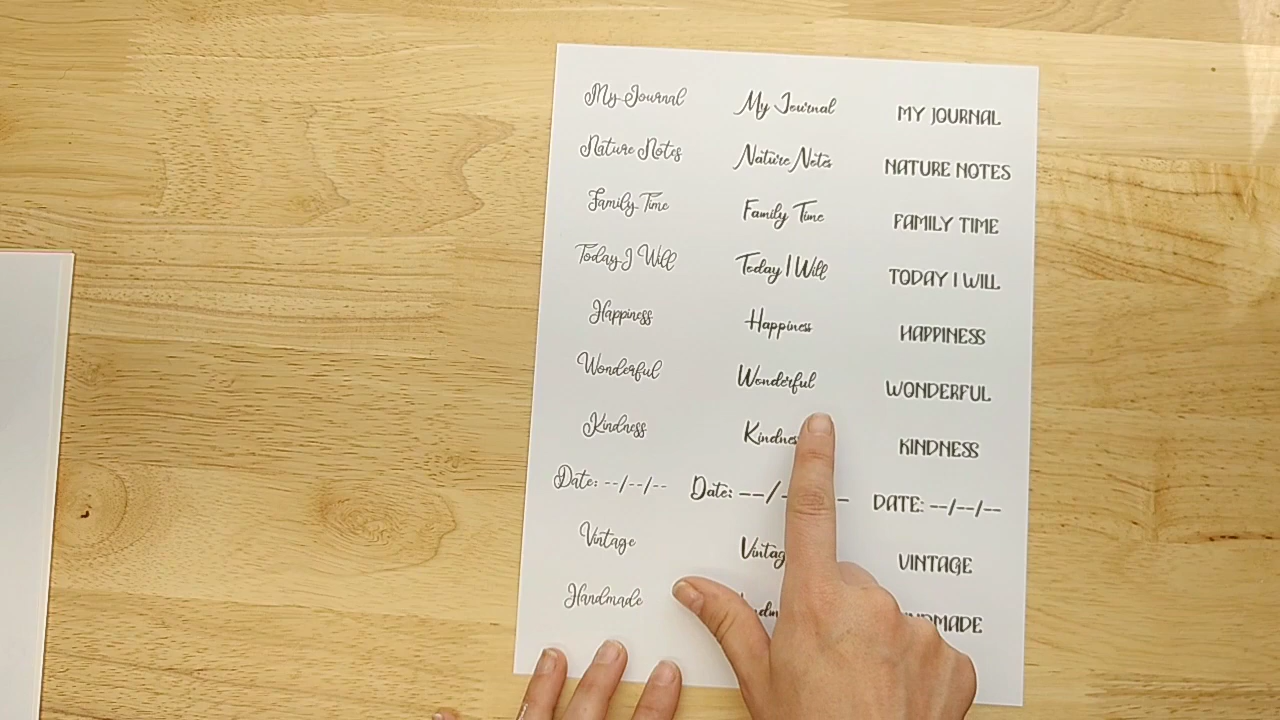 My Journal My Journal MY JOURNAL
Nature Notes Nature Notes NATURE NOTES
Family Time Family Time FAMILY TIME
Today I Will Today I Will TODAY I WILL
Happiness Happiness HAPPINESS
Wonderful Wonderful WONDERFUL
Kindness KINDNESS
Date: --/--/-- Date: DATE: --/--/--
Vintage VINTAGE
Handmade